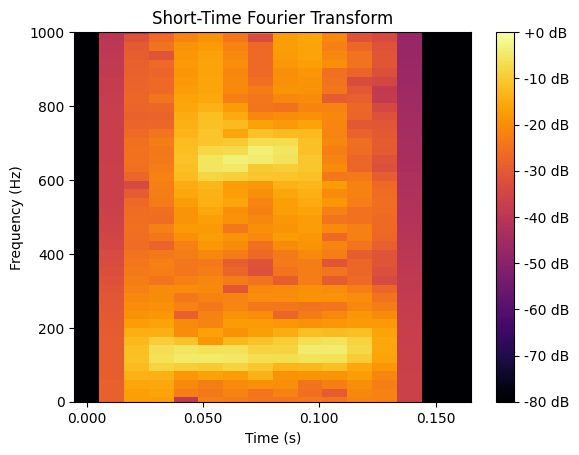 Short-Time Fourier Transform
1000
800
600
400
200
0
Frequency (Hz)
0.000
0.050
0.100
0.150
Time (s)
+0 dB
-10 dB
-20 dB
-30 dB
-40 dB
-50 dB
-60 dB
-70 dB
-80 dB